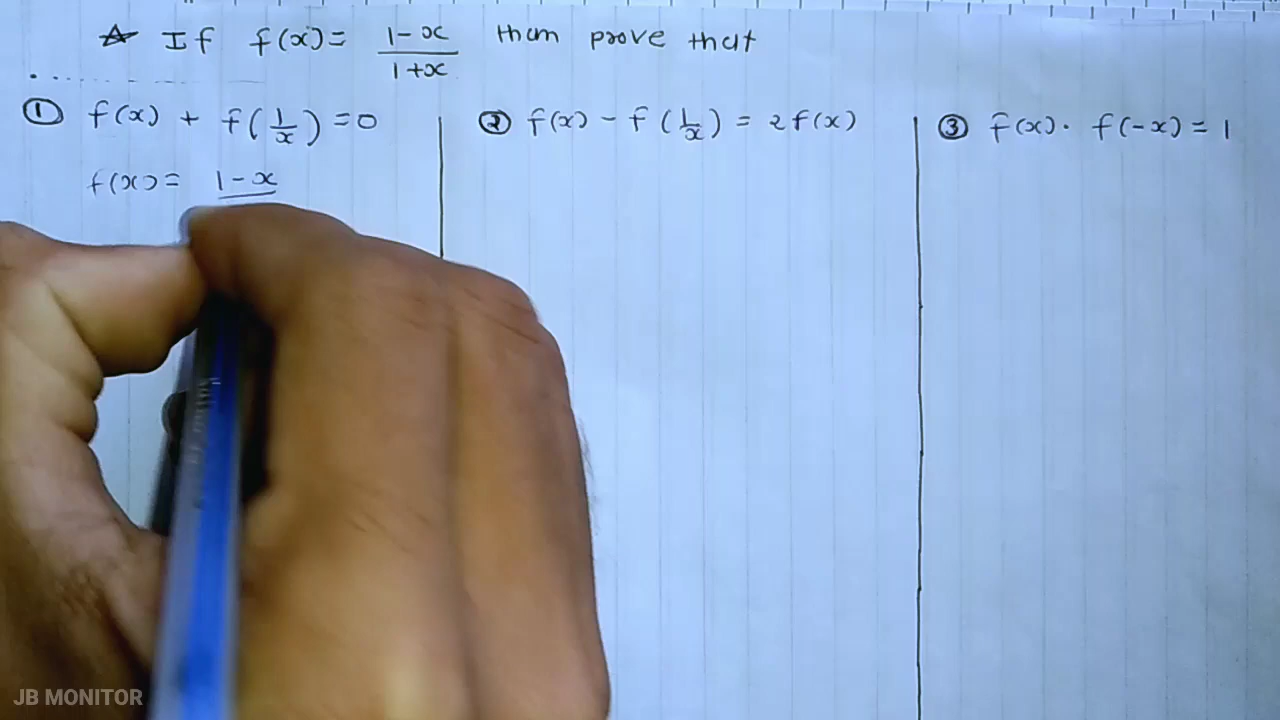 ☆ If f(x) = 1-x / 1+x then prove that
① f(x) + f(1/x) = 0
② f(x) - f(1/x) = 2f(x)
③ f(x) . f(-x) = 1
f(x) = 1-x
JB MONITOR